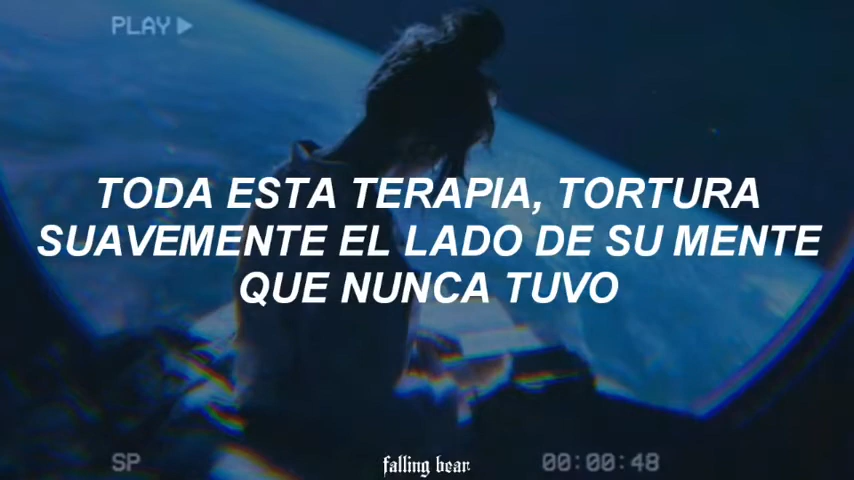 PLAY
TODA ESTA TERAPIA, TORTURA
SUAVEMENTE EL LADO DE SU MENTE
QUE NUNCA TUVO
SP
falling bear
00:00:48